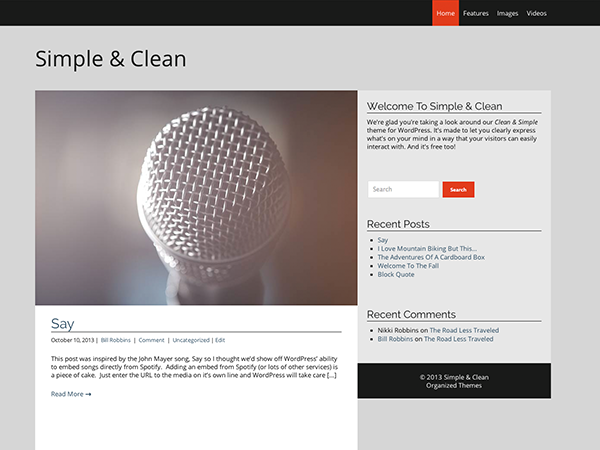 Home Features Images Videos
Simple & Clean
Welcome To Simple & Clean
We're glad you're taking a look around our Clean & Simple
theme for WordPress. It's made to let you clearly express
what's on your mind in a way that your visitors can easily
interact with. And it's free too!
Search Search
Recent Posts
Say
I Love Mountain Biking But This...
The Adventures Of A Cardboard Box
Welcome To The Fall
Block Quote
Recent Comments
Nikki Robbins on The Road Less Traveled
Bill Robbins on The Road Less Traveled
© 2013 Simple & Clean
Organized Themes
Say
October 10, 2013 | Bill Robbins | Comment | Uncategorized | Edit
This post was inspired by the John Mayer song, Say so I thought we'd show off WordPress' ability
to embed songs directly from Spotify. Adding an embed from Spotify (or lots of other services) is
a piece of cake. Just enter the URL to the media on it's own line and WordPress will take care [...]
Read More →